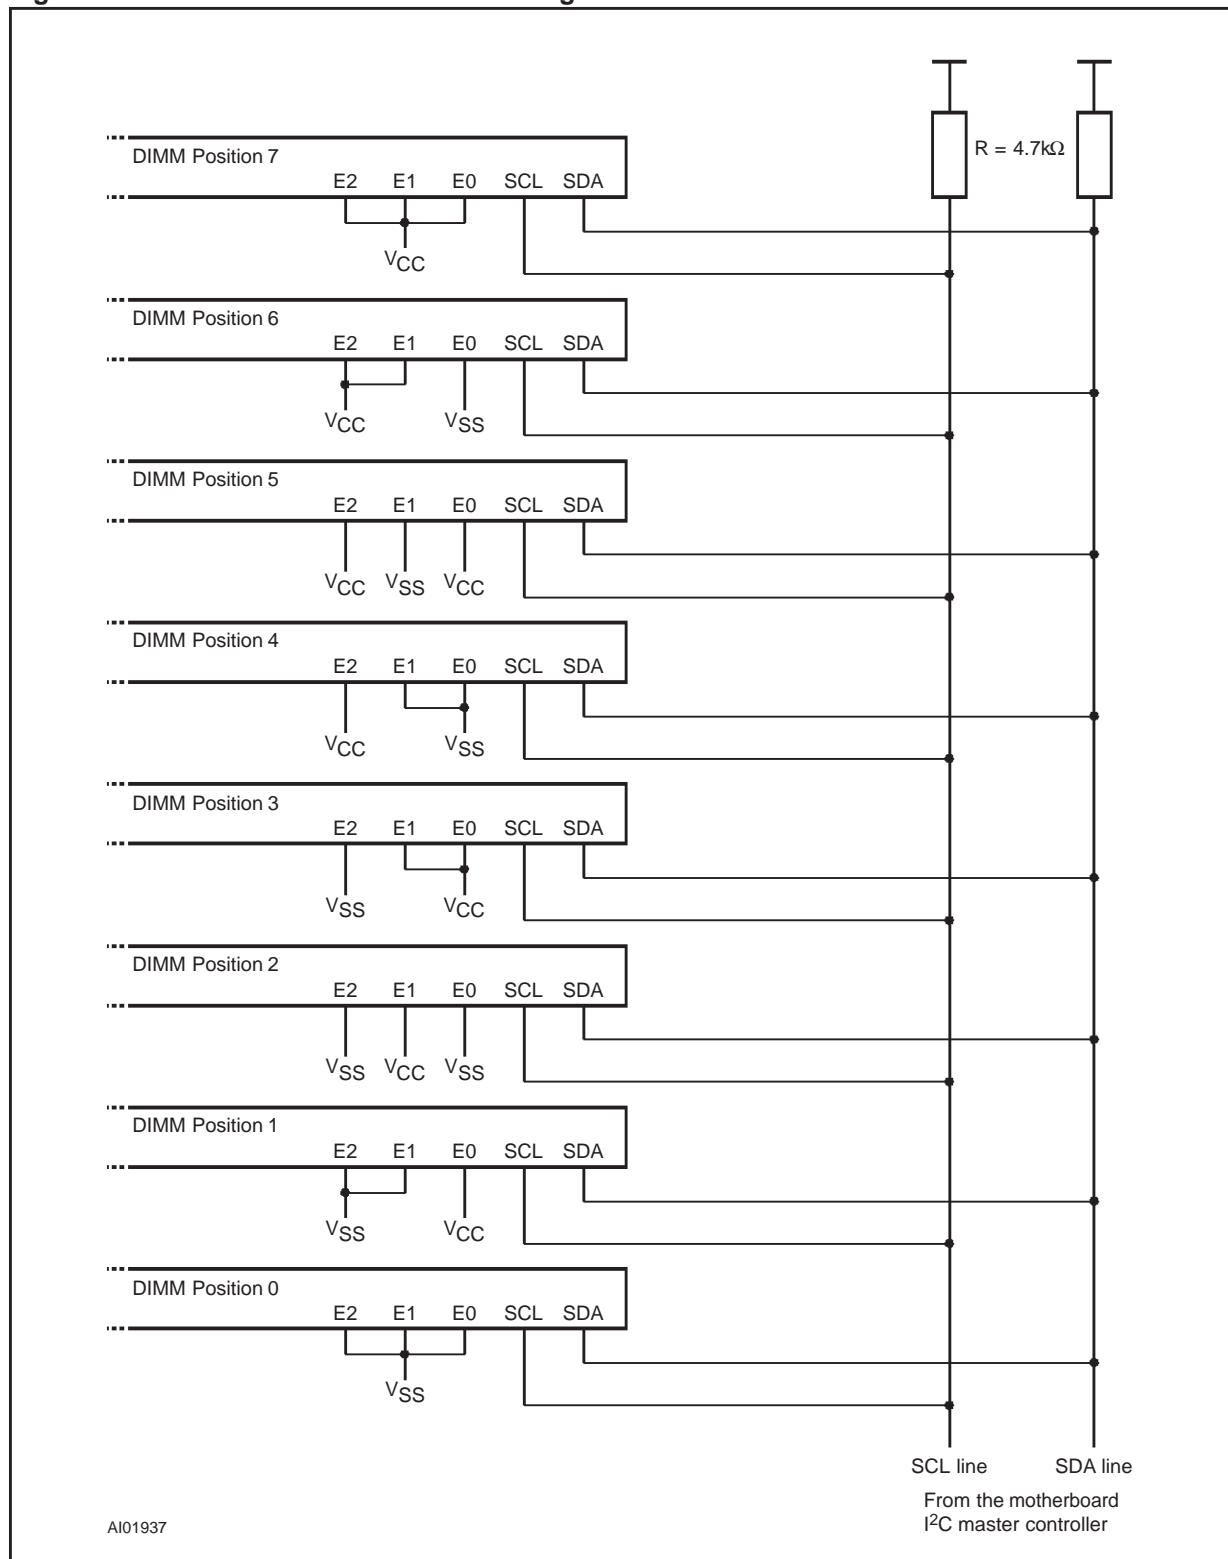 R = 4.7kΩ
DIMM Position 7
E2 E1 E0 SCL SDA
VCC
DIMM Position 6
E2 E1 E0 SCL SDA
VCC VSS
DIMM Position 5
E2 E1 E0 SCL SDA
VCC VSS VCC
DIMM Position 4
E2 E1 E0 SCL SDA
VCC VSS
DIMM Position 3
E2 E1 E0 SCL SDA
VSS VCC
DIMM Position 2
E2 E1 E0 SCL SDA
VSS VCC VSS
DIMM Position 1
E2 E1 E0 SCL SDA
VSS VCC
DIMM Position 0
E2 E1 E0 SCL SDA
VSS
SCL line SDA line
From the motherboard
I2C master controller
AI01937